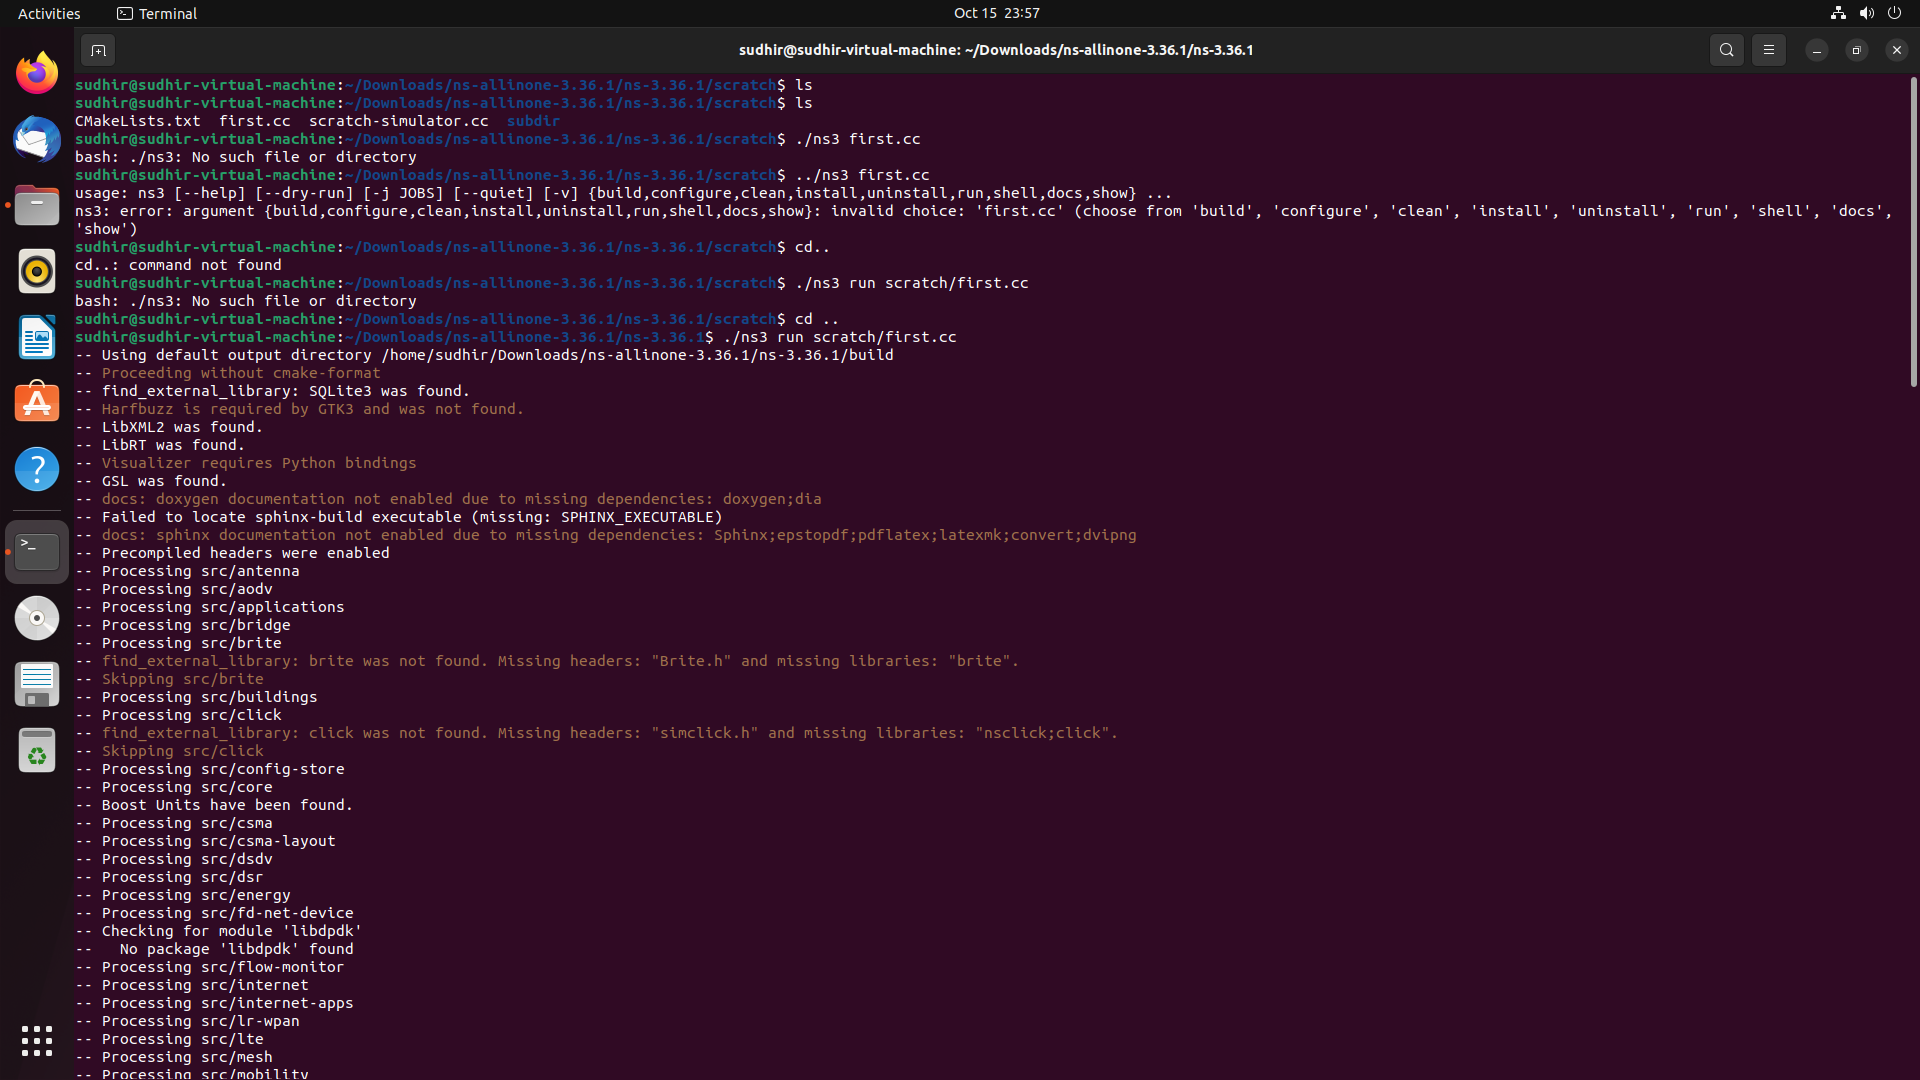 Activities
Terminal
Oct 15 23:57
sudhir@sudhir-virtual-machine: ~/Downloads/ns-allinone-3.36.1/ns-3.36.1
sudhir@sudhir-virtual-machine:~/Downloads/ns-allinone-3.36.1/ns-3.36.1/scratch$ ls
sudhir@sudhir-virtual-machine:~/Downloads/ns-allinone-3.36.1/ns-3.36.1/scratch$ ls
CMakeLists.txt  first.cc  scratch-simulator.cc  subdir
sudhir@sudhir-virtual-machine:~/Downloads/ns-allinone-3.36.1/ns-3.36.1/scratch$ ./ns3 first.cc
bash: ./ns3: No such file or directory
sudhir@sudhir-virtual-machine:~/Downloads/ns-allinone-3.36.1/ns-3.36.1/scratch$ ../ns3 first.cc
usage: ns3 [--help] [--dry-run] [-j JOBS] [--quiet] [-v] {build,configure,clean,install,uninstall,run,shell,docs,show} ...
ns3: error: argument {build,configure,clean,install,uninstall,run,shell,docs,show}: invalid choice: 'first.cc' (choose from 'build', 'configure', 'clean', 'install', 'uninstall', 'run', 'shell', 'docs',
'show')
sudhir@sudhir-virtual-machine:~/Downloads/ns-allinone-3.36.1/ns-3.36.1/scratch$ cd..
cd..: command not found
sudhir@sudhir-virtual-machine:~/Downloads/ns-allinone-3.36.1/ns-3.36.1/scratch$ ./ns3 run scratch/first.cc
bash: ./ns3: No such file or directory
sudhir@sudhir-virtual-machine:~/Downloads/ns-allinone-3.36.1/ns-3.36.1/scratch$ cd ..
sudhir@sudhir-virtual-machine:~/Downloads/ns-allinone-3.36.1/ns-3.36.1$ ./ns3 run scratch/first.cc
-- Using default output directory /home/sudhir/Downloads/ns-allinone-3.36.1/ns-3.36.1/build
-- Proceeding without cmake-format
-- find_external_library: SQLite3 was found.
-- Harfbuzz is required by GTK3 and was not found.
-- LibXML2 was found.
-- LibRT was found.
-- Visualizer requires Python bindings
-- GSL was found.
-- docs: doxygen documentation not enabled due to missing dependencies: doxygen;dia
-- Failed to locate sphinx-build executable (missing: SPHINX_EXECUTABLE)
-- docs: sphinx documentation not enabled due to missing dependencies: Sphinx;epstopdf;pdflatex;latexmk;convert;dvipng
-- Precompiled headers were enabled
-- Processing src/antenna
-- Processing src/aodv
-- Processing src/applications
-- Processing src/bridge
-- Processing src/brite
-- find_external_library: brite was not found. Missing headers: "Brite.h" and missing libraries: "brite".
-- Skipping src/brite
-- Processing src/buildings
-- Processing src/click
-- find_external_library: click was not found. Missing headers: "simclick.h" and missing libraries: "nsclick;click".
-- Skipping src/click
-- Processing src/config-store
-- Processing src/core
-- Boost Units have been found.
-- Processing src/csma
-- Processing src/csma-layout
-- Processing src/dsdv
-- Processing src/dsr
-- Processing src/energy
-- Processing src/fd-net-device
-- Checking for module 'libdpdk'
--   No package 'libdpdk' found
-- Processing src/flow-monitor
-- Processing src/internet
-- Processing src/internet-apps
-- Processing src/lr-wpan
-- Processing src/lte
-- Processing src/mesh
-- Processing src/mobility